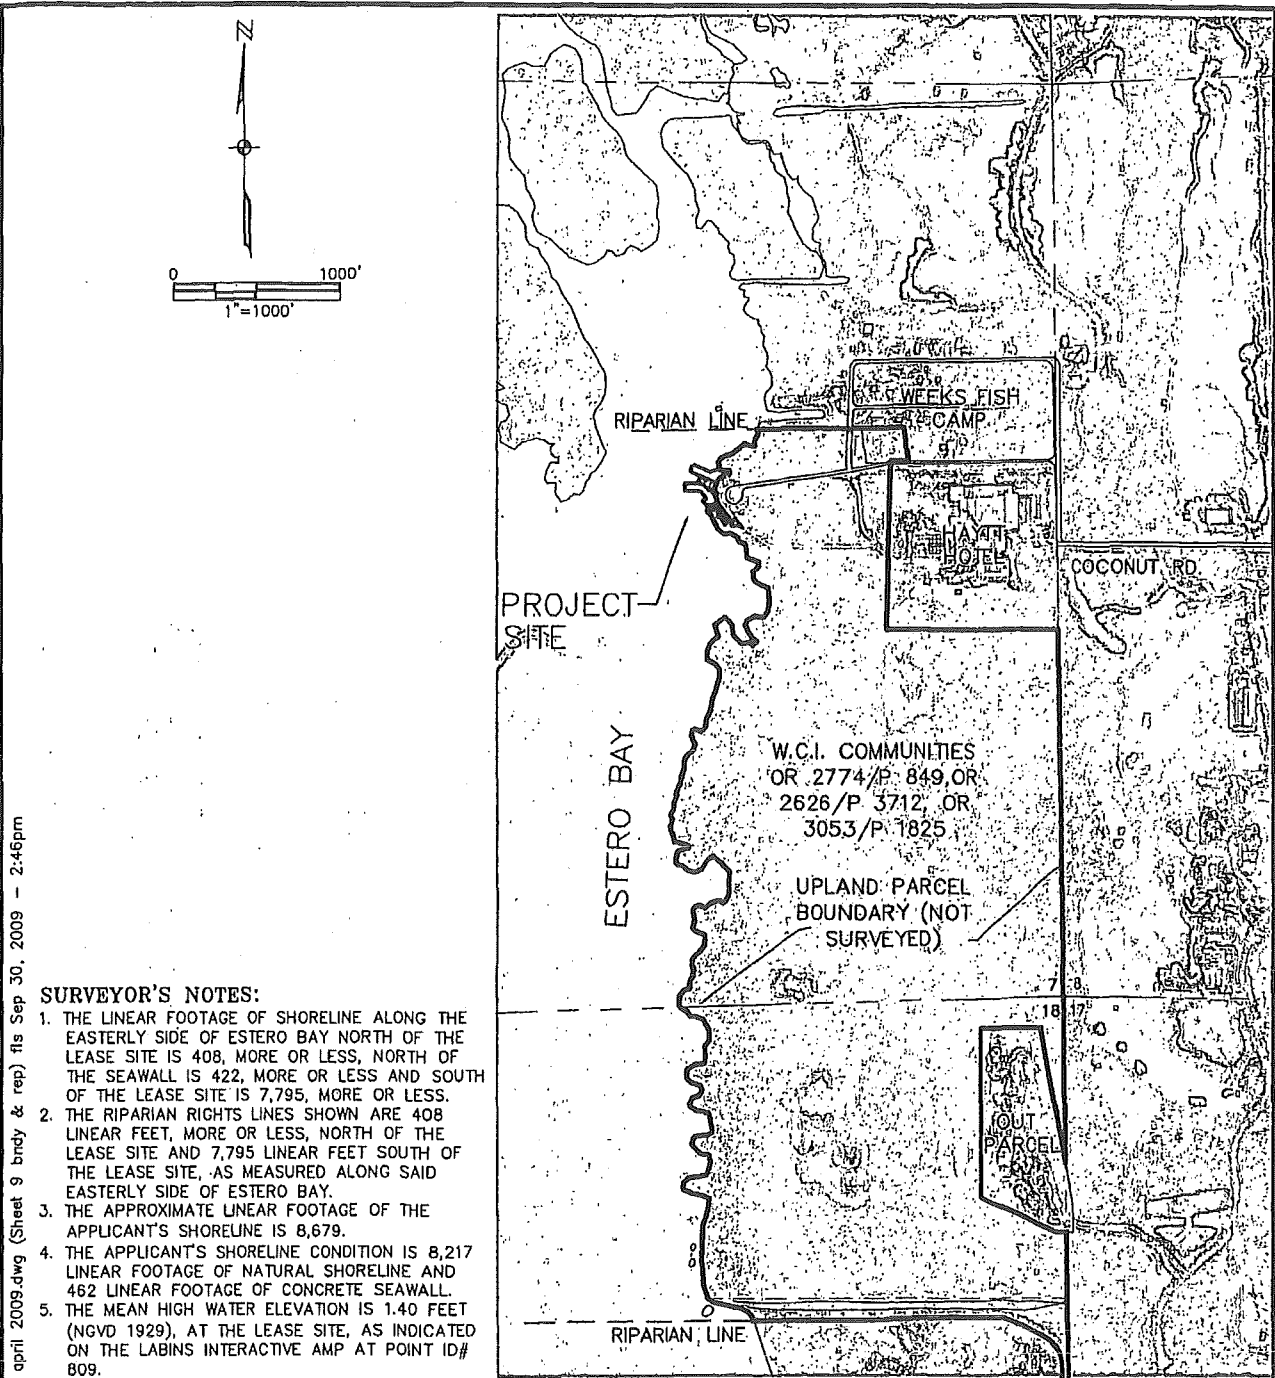 N
0 1000'
1"=1000'
RIPARIAN LINE
WEEKS FISH
CAMP
9
HAYTT
HOTEL
COCONUT RD.
PROJECT
SITE
ESTERO BAY
W.C.I. COMMUNITIES
OR 2774/P 849,OR
2626/P 3712, OR
3053/P 1825
UPLAND PARCEL
BOUNDARY (NOT
SURVEYED)
7 8
18 17
OUT
PARCEL
RIPARIAN LINE
SURVEYOR'S NOTES:
1. THE LINEAR FOOTAGE OF SHORELINE ALONG THE
EASTERLY SIDE OF ESTERO BAY NORTH OF THE
LEASE SITE IS 408, MORE OR LESS, NORTH OF
THE SEAWALL IS 422, MORE OR LESS AND SOUTH
OF THE LEASE SITE IS 7,795, MORE OR LESS.
2. THE RIPARIAN RIGHTS LINES SHOWN ARE 408
LINEAR FEET, MORE OR LESS, NORTH OF THE
LEASE SITE AND 7,795 LINEAR FEET SOUTH OF
THE LEASE SITE, AS MEASURED ALONG SAID
EASTERLY SIDE OF ESTERO BAY.
3. THE APPROXIMATE LINEAR FOOTAGE OF THE
APPLICANT'S SHORELINE IS 8,679.
4. THE APPLICANT'S SHORELINE CONDITION IS 8,217
LINEAR FOOTAGE OF NATURAL SHORELINE AND
462 LINEAR FOOTAGE OF CONCRETE SEAWALL.
5. THE MEAN HIGH WATER ELEVATION IS 1.40 FEET
(NGVD 1929), AT THE LEASE SITE, AS INDICATED
ON THE LABINS INTERACTIVE AMP AT POINT ID#
809.
april 2009.dwg (Sheet 9 bndy & rep) fls Sep 30, 2009 - 2:46pm